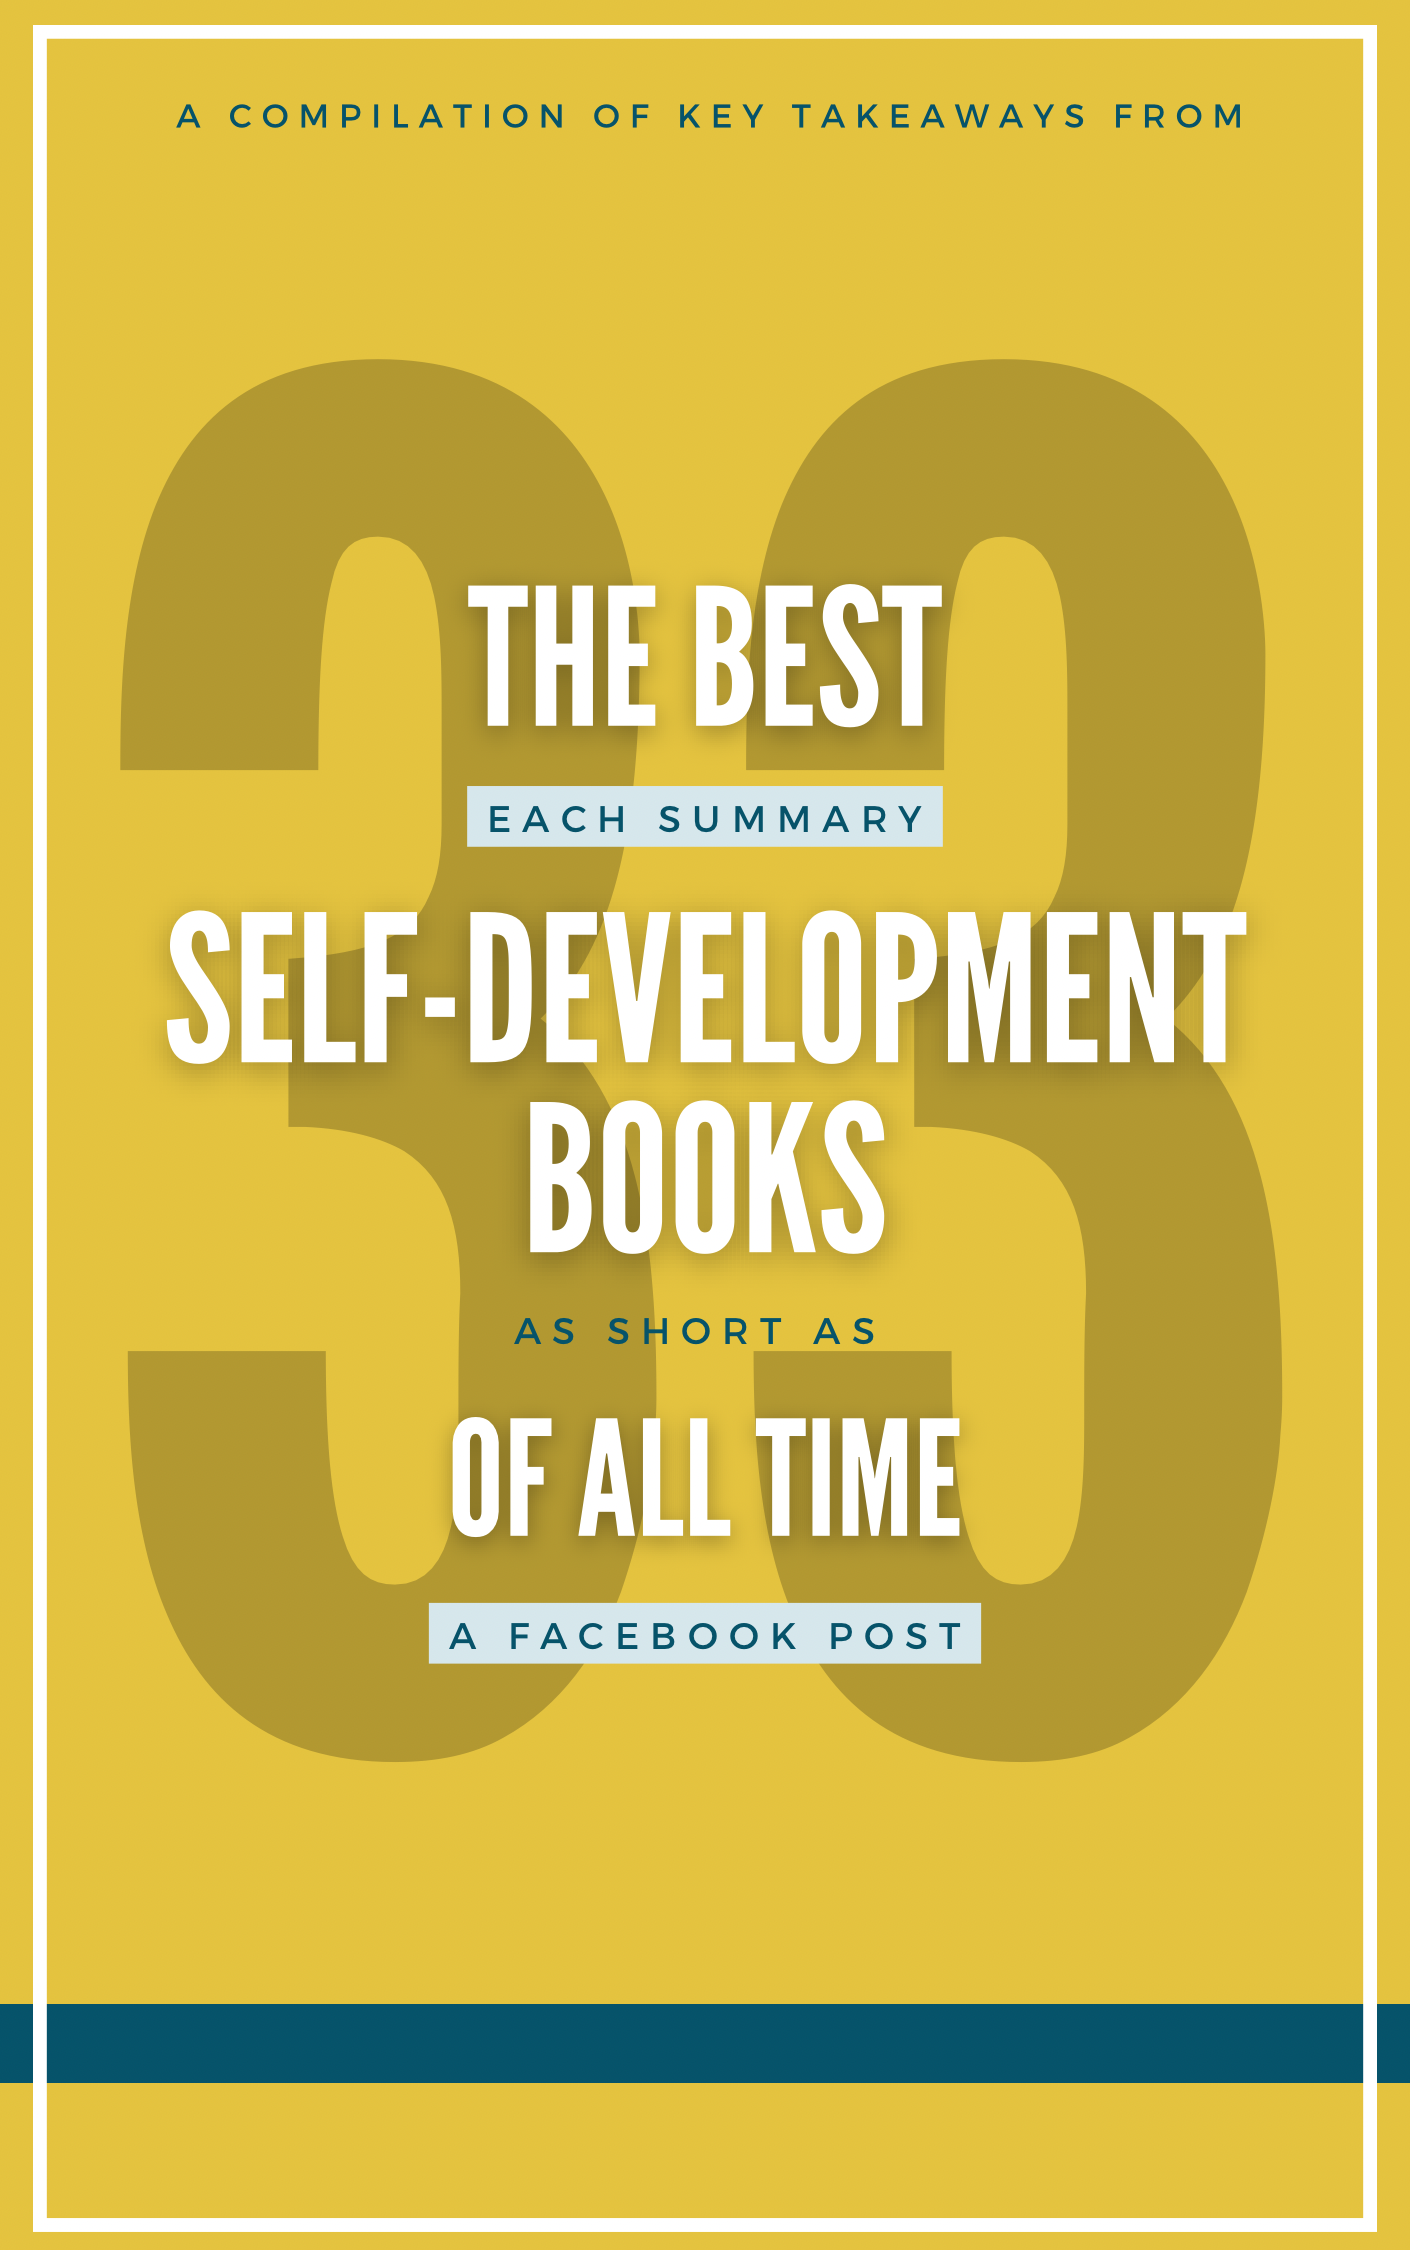 A COMPILATION OF KEY TAKEAWAYS FROM
33
THE BEST
EACH SUMMARY
SELF-DEVELOPMENT
BOOKS
AS SHORT AS
OF ALL TIME
A FACEBOOK POST